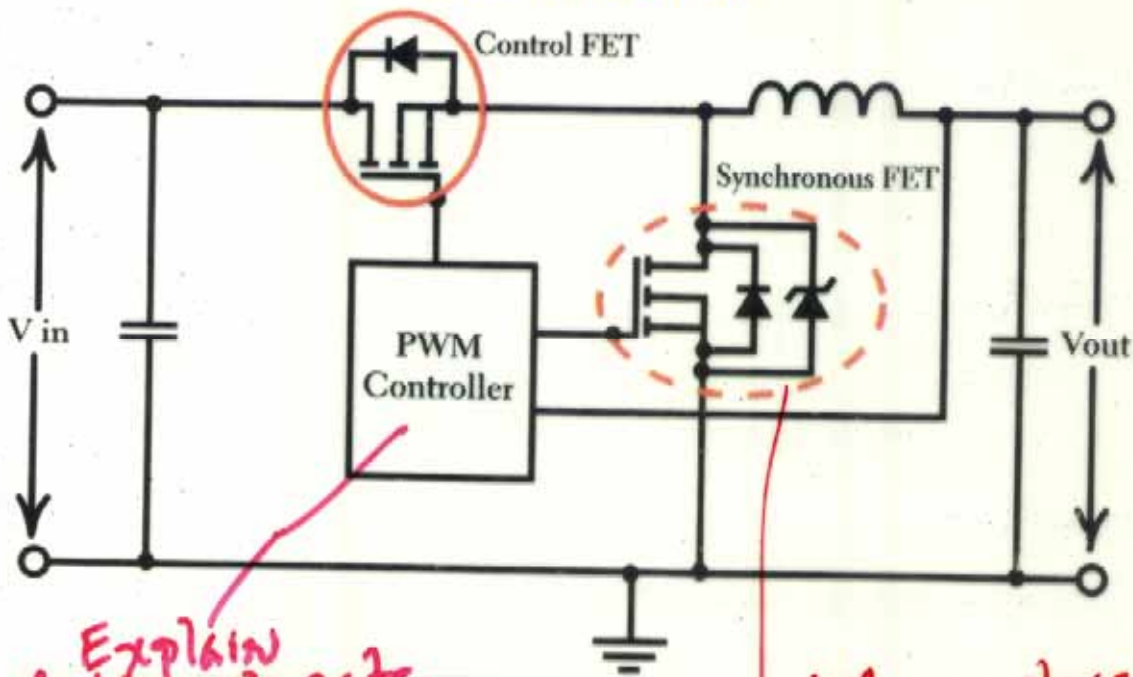 Control FET
Synchronous FET
V in
PWM
Controller
Vout
Explain